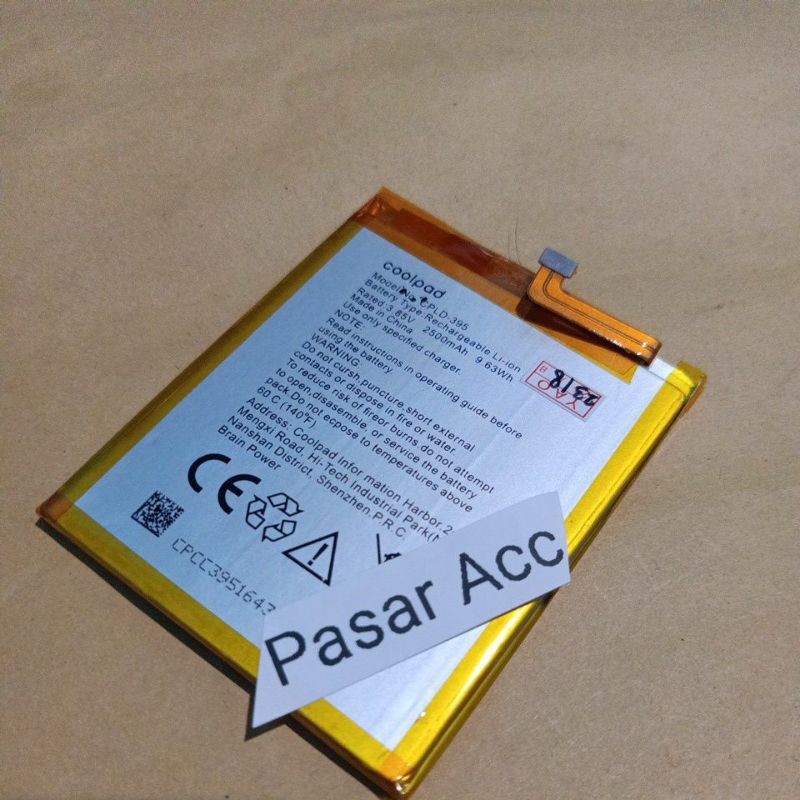 coolpad
Model No. CPLD-395
Battery Type:Rechargeable Li-ion
Rated 3.85V 2500mAh 9.63Wh
Made in China
Use only specified charger.
NOTE:
Read instructions in operating guide before
using the battery
WARNING:
Do not cursh,puncture,short external
contacts or dispose in fire or water.
To reduce risk of fireor burns do not attempt
to open,disasemble, or service the battery
pack Do not ecpose to temperatures above
60 C (140°F)
Address: Coolpad Infor mation Harbor,2
Mengxi Road, Hi-Tech Industrial Park(N
Nanshan District, Shenzhen,P.R.C.
Brain Power
YAO
2318
CE
CPCC3951643
Pasar Acc